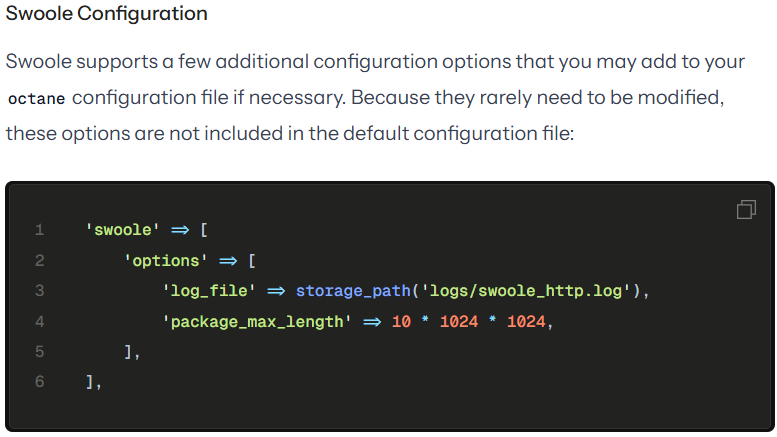 Swoole Configuration
Swoole supports a few additional configuration options that you may add to your
octane configuration file if necessary. Because they rarely need to be modified,
these options are not included in the default configuration file:
1 'swoole' => [
2 'options' => [
3 'log_file' => storage_path('logs/swoole_http.log'),
4 'package_max_length' => 10 * 1024 * 1024,
5 ],
6 ],